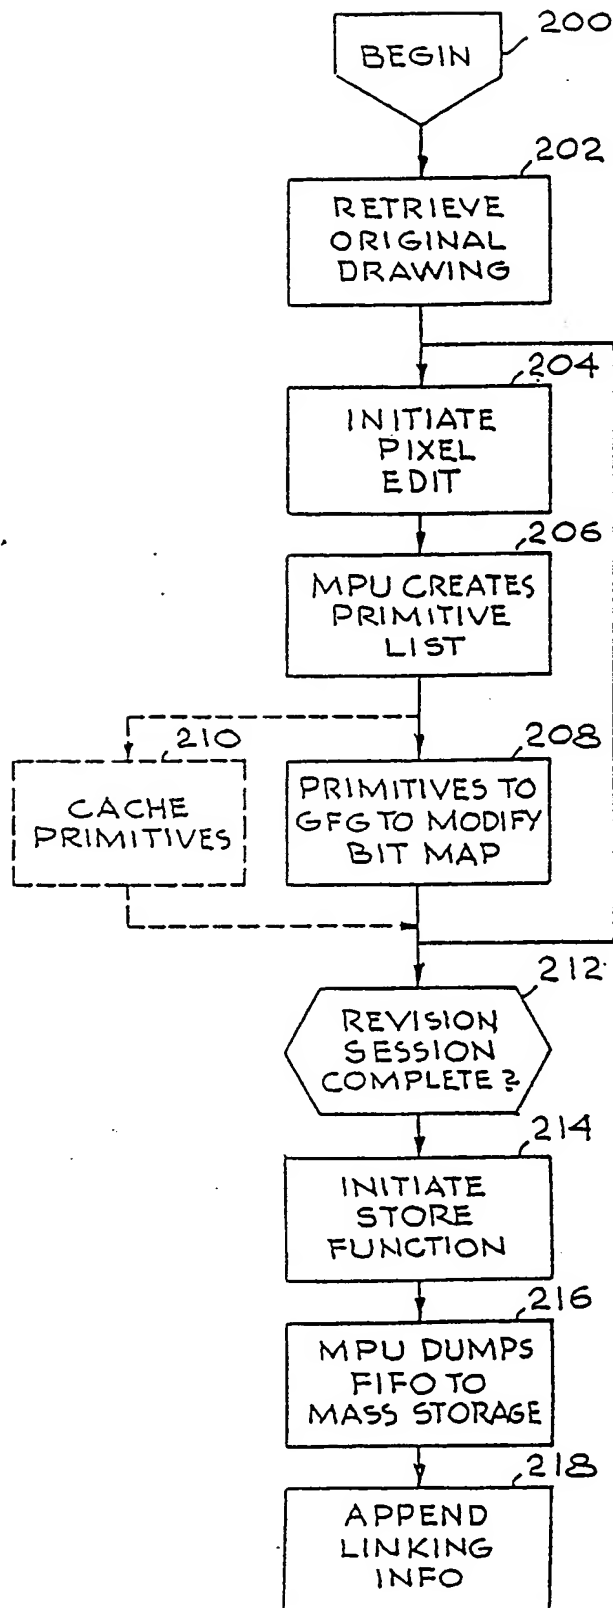 200
BEGIN
202
RETRIEVE
ORIGINAL
DRAWING
204
INITIATE
PIXEL
EDIT
206
MPU CREATES
PRIMITIVE
LIST
210
CACHE
PRIMITIVES
208
PRIMITIVES TO
GFG TO MODIFY
BIT MAP
212
REVISION
SESSION
COMPLETE?
214
INITIATE
STORE
FUNCTION
216
MPU DUMPS
FIFO TO
MASS STORAGE
218
APPEND
LINKING
INFO